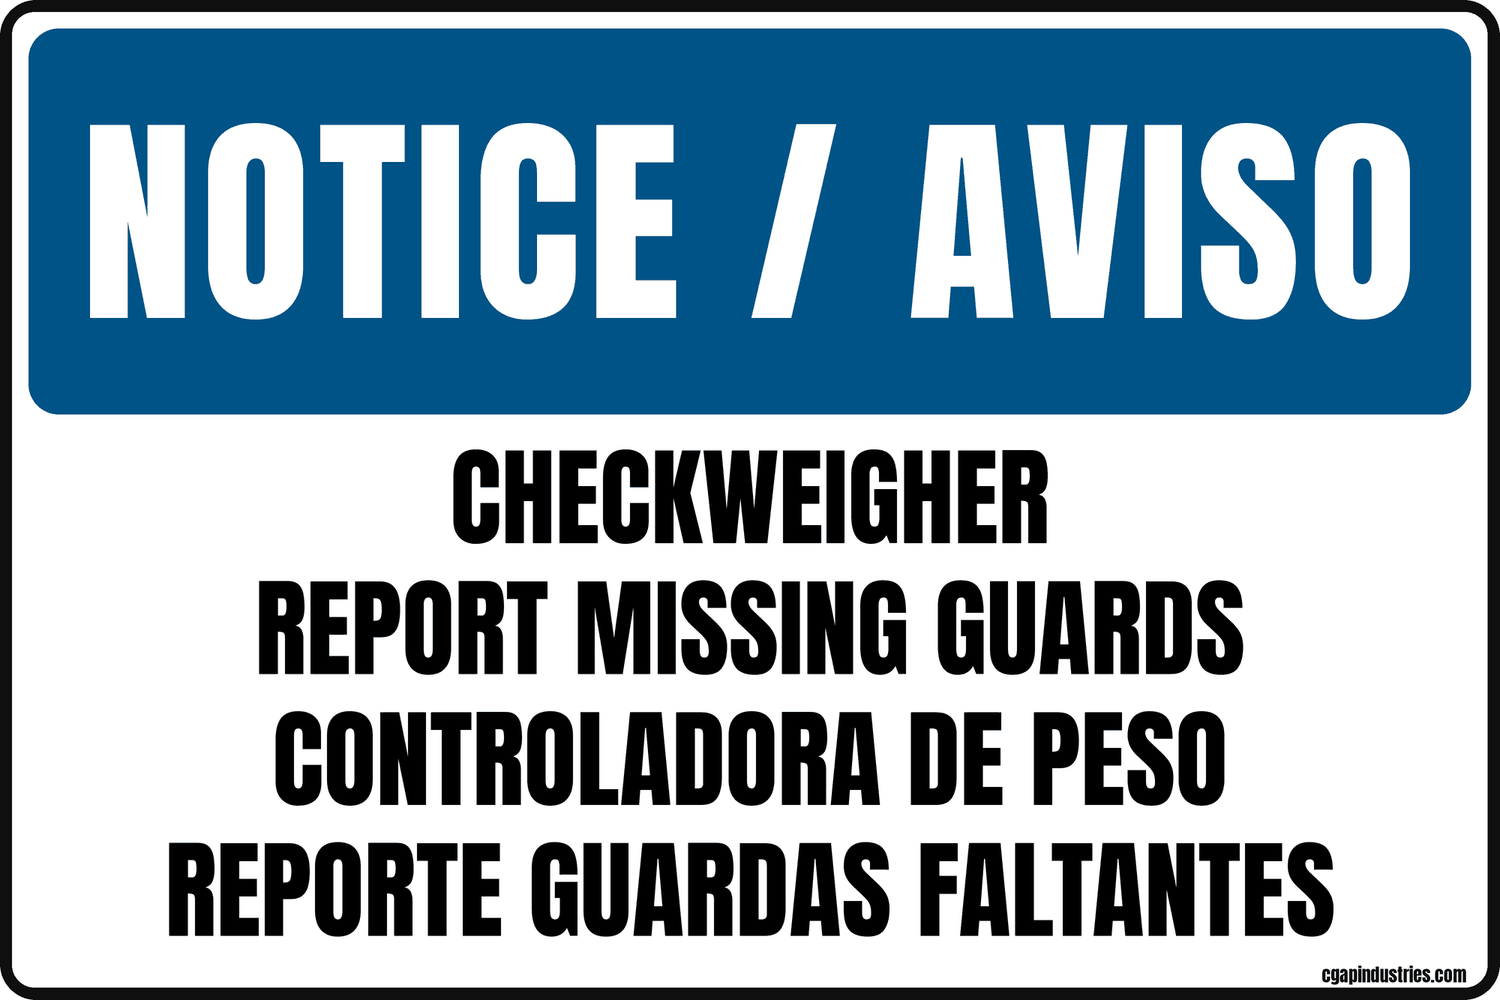 NOTICE / AVISO
CHECKWEIGHER
REPORT MISSING GUARDS
CONTROLADORA DE PESO
REPORTE GUARDAS FALTANTES
cgapindustries.com